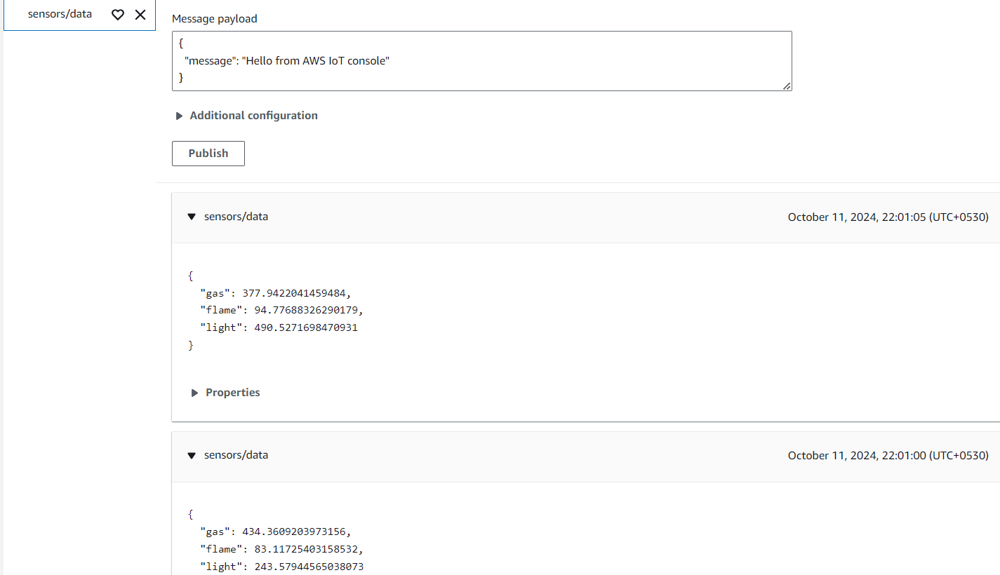 sensors/data
Message payload
{
"message": "Hello from AWS IoT console"
}
Additional configuration
Publish
sensors/data
October 11, 2024, 22:01:05 (UTC+0530)
{
"gas": 377.9422041459484,
"flame": 94.77688326290179,
"light": 490.5271698470931
}
Properties
sensors/data
October 11, 2024, 22:01:00 (UTC+0530)
{
"gas": 434.3609203973156,
"flame": 83.11725403158532,
"light": 243.57944565038073